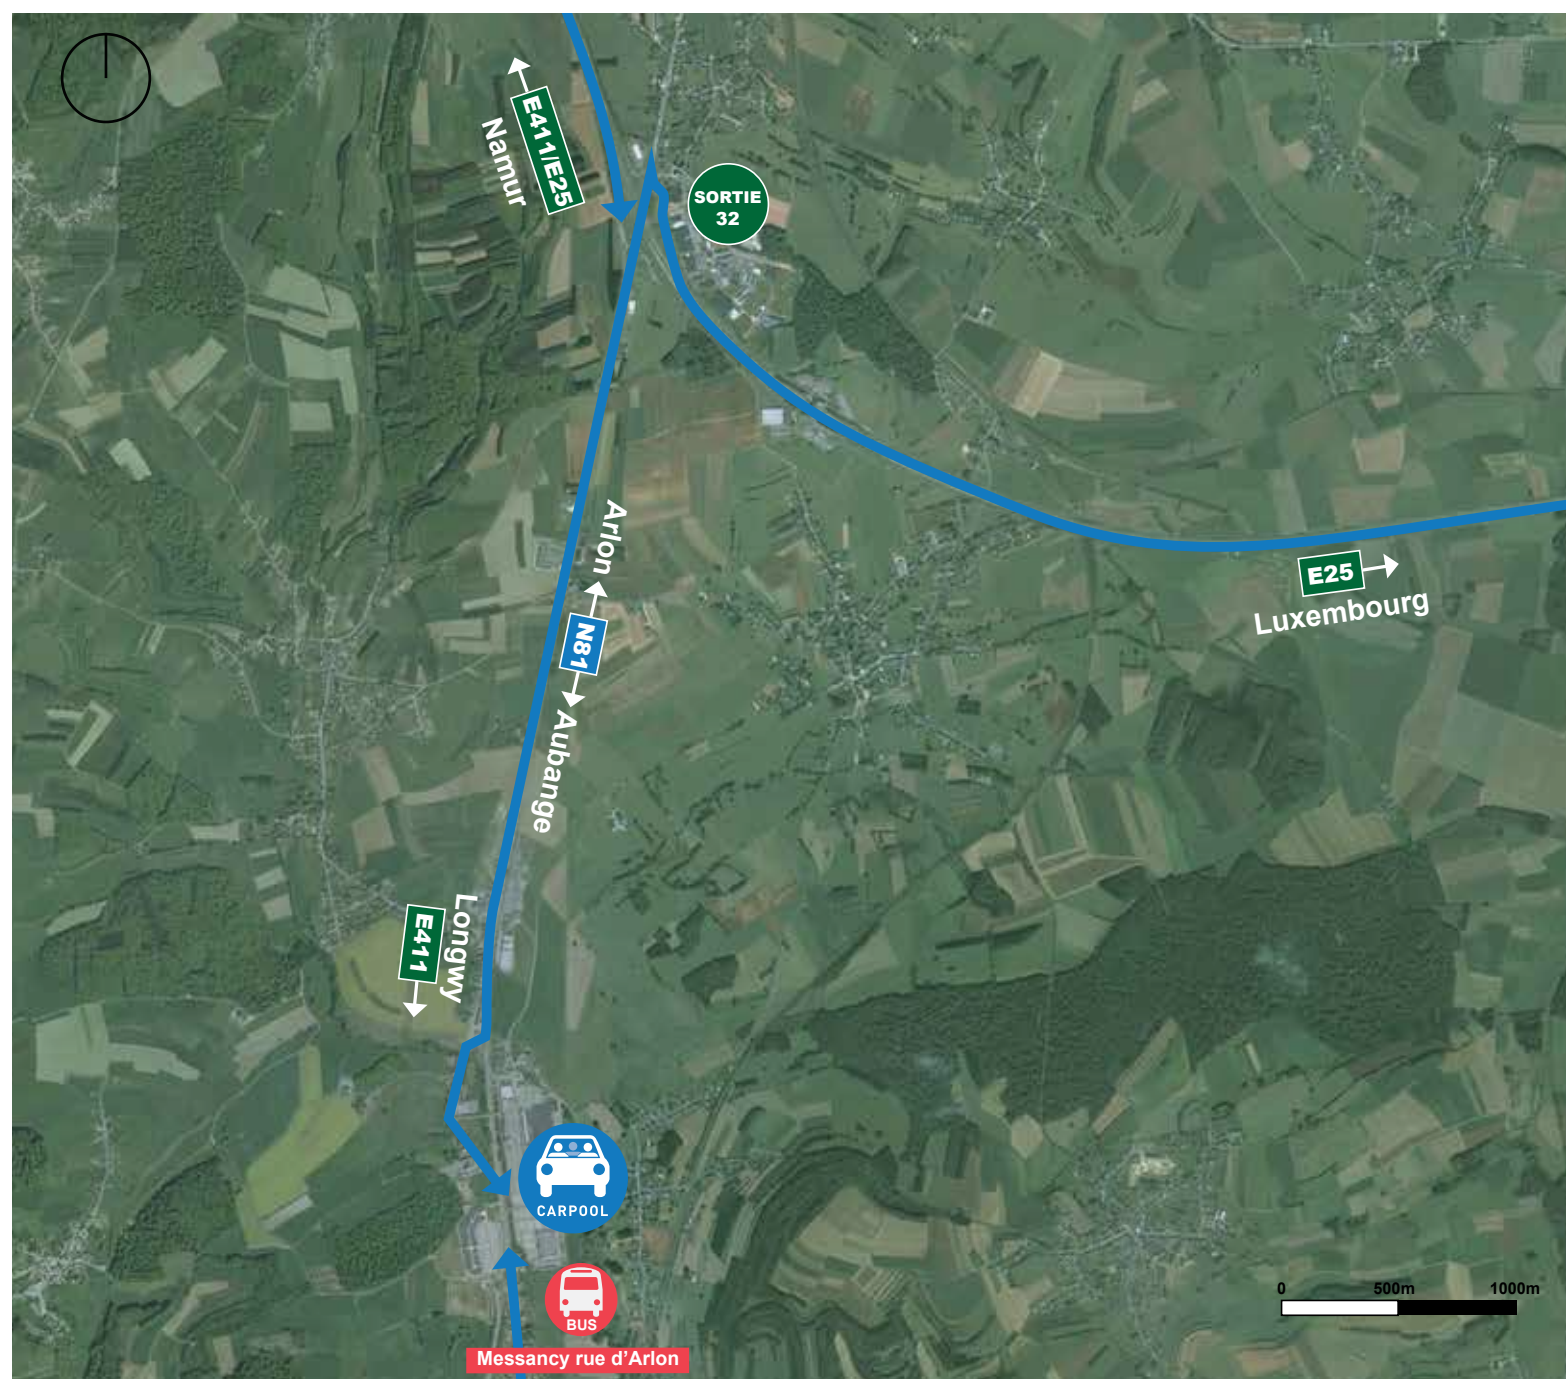 E411/E25
Namur
SORTIE
32
Arlon
N81
Aubange
E25
Luxembourg
Longwy
E411
CARPOOL
BUS
Messancy rue d'Arlon
0 500m 1000m